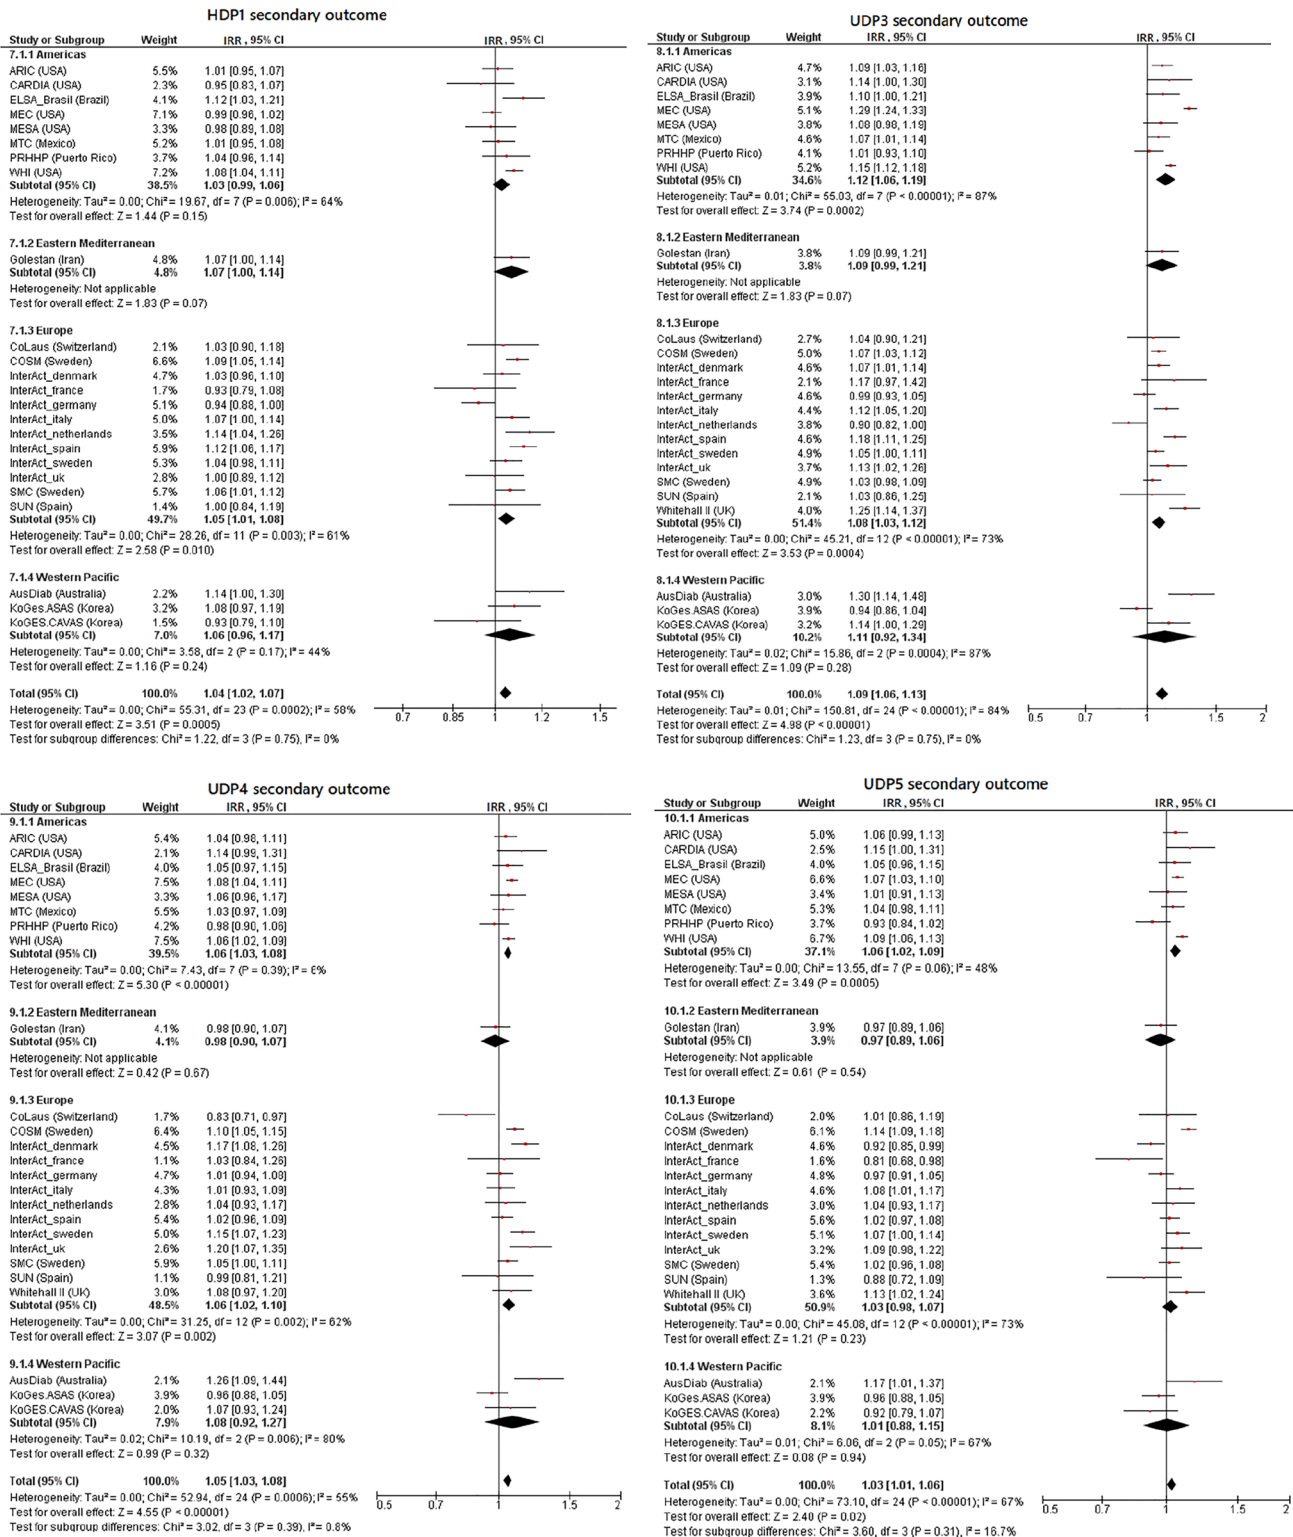 HDP1 secondary outcome
Study or Subgroup Weight IRR , 95% CI IRR , 95% CI
7.1.1 Americas
ARIC (USA) 5.5% 1.01 [0.95, 1.07]
CARDIA (USA) 2.3% 0.95 [0.83, 1.07]
ELSA_Brasil (Brazil) 4.1% 1.12 [1.03, 1.21]
MEC (USA) 7.1% 0.99 [0.96, 1.02]
MESA (USA) 3.3% 0.98 [0.89, 1.08]
MTC (Mexico) 5.2% 1.01 [0.95, 1.08]
PRHHP (Puerto Rico) 3.7% 1.04 [0.96, 1.14]
WHI (USA) 7.2% 1.08 [1.04, 1.11]
Subtotal (95% CI) 38.5% 1.03 [0.99, 1.06]
Heterogeneity: Tau² = 0.00; Chi² = 19.67, df = 7 (P = 0.006); I² = 64%
Test for overall effect: Z = 1.44 (P = 0.15)
7.1.2 Eastern Mediterranean
Golestan (Iran) 4.8% 1.07 [1.00, 1.14]
Subtotal (95% CI) 4.8% 1.07 [1.00, 1.14]
Heterogeneity: Not applicable
Test for overall effect: Z = 1.83 (P = 0.07)
7.1.3 Europe
CoLaus (Switzerland) 2.1% 1.03 [0.90, 1.18]
COSM (Sweden) 6.6% 1.09 [1.05, 1.14]
InterAct_denmark 4.7% 1.03 [0.96, 1.10]
InterAct_france 1.7% 0.93 [0.79, 1.08]
InterAct_germany 5.1% 0.94 [0.88, 1.00]
InterAct_italy 5.0% 1.07 [1.00, 1.14]
InterAct_netherlands 3.5% 1.14 [1.04, 1.26]
InterAct_spain 5.9% 1.12 [1.06, 1.17]
InterAct_sweden 5.3% 1.04 [0.98, 1.11]
InterAct_uk 2.8% 1.00 [0.89, 1.12]
SMC (Sweden) 5.7% 1.06 [1.01, 1.12]
SUN (Spain) 1.4% 1.00 [0.84, 1.19]
Subtotal (95% CI) 49.7% 1.05 [1.01, 1.08]
Heterogeneity: Tau² = 0.00; Chi² = 28.26, df = 11 (P = 0.003); I² = 61%
Test for overall effect: Z = 2.58 (P = 0.010)
7.1.4 Western Pacific
AusDiab (Australia) 2.2% 1.14 [1.00, 1.30]
KoGes.ASAS (Korea) 3.2% 1.08 [0.97, 1.19]
KoGES.CAVAS (Korea) 1.5% 0.93 [0.79, 1.10]
Subtotal (95% CI) 7.0% 1.06 [0.96, 1.17]
Heterogeneity: Tau² = 0.00; Chi² = 3.58, df = 2 (P = 0.17); I² = 44%
Test for overall effect: Z = 1.16 (P = 0.24)
Total (95% CI) 100.0% 1.04 [1.02, 1.07]
Heterogeneity: Tau² = 0.00; Chi² = 55.31, df = 23 (P = 0.0002); I² = 58%
Test for overall effect: Z = 3.51 (P = 0.0005)
Test for subgroup differences: Chi² = 1.22, df = 3 (P = 0.75), I² = 0%
0.7 0.85 1 1.2 1.5
UDP3 secondary outcome
Study or Subgroup Weight IRR , 95% CI IRR , 95% CI
8.1.1 Americas
ARIC (USA) 4.7% 1.09 [1.03, 1.16]
CARDIA (USA) 3.1% 1.14 [1.00, 1.30]
ELSA_Brasil (Brazil) 3.9% 1.10 [1.00, 1.21]
MEC (USA) 5.1% 1.29 [1.24, 1.33]
MESA (USA) 3.8% 1.08 [0.98, 1.19]
MTC (Mexico) 4.6% 1.07 [1.01, 1.14]
PRHHP (Puerto Rico) 4.1% 1.01 [0.93, 1.10]
WHI (USA) 5.2% 1.15 [1.12, 1.18]
Subtotal (95% CI) 34.6% 1.12 [1.06, 1.19]
Heterogeneity: Tau² = 0.01; Chi² = 55.03, df = 7 (P < 0.00001); I² = 87%
Test for overall effect: Z = 3.74 (P = 0.0002)
8.1.2 Eastern Mediterranean
Golestan (Iran) 3.8% 1.09 [0.99, 1.21]
Subtotal (95% CI) 3.8% 1.09 [0.99, 1.21]
Heterogeneity: Not applicable
Test for overall effect: Z = 1.83 (P = 0.07)
8.1.3 Europe
CoLaus (Switzerland) 2.7% 1.04 [0.90, 1.21]
COSM (Sweden) 5.0% 1.07 [1.03, 1.12]
InterAct_denmark 4.6% 1.07 [1.01, 1.14]
InterAct_france 2.1% 1.17 [0.97, 1.42]
InterAct_germany 4.6% 0.99 [0.93, 1.05]
InterAct_italy 4.4% 1.12 [1.05, 1.20]
InterAct_netherlands 3.8% 0.90 [0.82, 1.00]
InterAct_spain 4.6% 1.18 [1.11, 1.25]
InterAct_sweden 4.9% 1.05 [1.00, 1.11]
InterAct_uk 3.7% 1.13 [1.02, 1.26]
SMC (Sweden) 4.9% 1.03 [0.98, 1.09]
SUN (Spain) 2.1% 1.03 [0.86, 1.25]
Whitehall II (UK) 4.0% 1.25 [1.14, 1.37]
Subtotal (95% CI) 51.4% 1.08 [1.03, 1.12]
Heterogeneity: Tau² = 0.00; Chi² = 45.21, df = 12 (P < 0.00001); I² = 73%
Test for overall effect: Z = 3.53 (P = 0.0004)
8.1.4 Western Pacific
AusDiab (Australia) 3.0% 1.30 [1.14, 1.48]
KoGes.ASAS (Korea) 3.9% 0.94 [0.86, 1.04]
KoGES.CAVAS (Korea) 3.2% 1.14 [1.00, 1.29]
Subtotal (95% CI) 10.2% 1.11 [0.92, 1.34]
Heterogeneity: Tau² = 0.02; Chi² = 15.86, df = 2 (P = 0.0004); I² = 87%
Test for overall effect: Z = 1.09 (P = 0.28)
Total (95% CI) 100.0% 1.09 [1.06, 1.13]
Heterogeneity: Tau² = 0.01; Chi² = 150.81, df = 24 (P < 0.00001); I² = 84%
Test for overall effect: Z = 4.98 (P < 0.00001)
Test for subgroup differences: Chi² = 1.23, df = 3 (P = 0.75), I² = 0%
0.5 0.7 1 1.5 2
UDP4 secondary outcome
Study or Subgroup Weight IRR , 95% CI IRR , 95% CI
9.1.1 Americas
ARIC (USA) 5.4% 1.04 [0.98, 1.11]
CARDIA (USA) 2.1% 1.14 [0.99, 1.31]
ELSA_Brasil (Brazil) 4.0% 1.05 [0.97, 1.15]
MEC (USA) 7.5% 1.08 [1.04, 1.11]
MESA (USA) 3.3% 1.06 [0.96, 1.17]
MTC (Mexico) 5.5% 1.03 [0.97, 1.09]
PRHHP (Puerto Rico) 4.2% 0.98 [0.90, 1.06]
WHI (USA) 7.5% 1.06 [1.02, 1.09]
Subtotal (95% CI) 39.5% 1.06 [1.03, 1.08]
Heterogeneity: Tau² = 0.00; Chi² = 7.43, df = 7 (P = 0.39); I² = 6%
Test for overall effect: Z = 5.30 (P < 0.00001)
9.1.2 Eastern Mediterranean
Golestan (Iran) 4.1% 0.98 [0.90, 1.07]
Subtotal (95% CI) 4.1% 0.98 [0.90, 1.07]
Heterogeneity: Not applicable
Test for overall effect: Z = 0.42 (P = 0.67)
9.1.3 Europe
CoLaus (Switzerland) 1.7% 0.83 [0.71, 0.97]
COSM (Sweden) 6.4% 1.10 [1.05, 1.15]
InterAct_denmark 4.5% 1.17 [1.08, 1.26]
InterAct_france 1.1% 1.03 [0.84, 1.26]
InterAct_germany 4.7% 1.01 [0.94, 1.08]
InterAct_italy 4.3% 1.01 [0.93, 1.09]
InterAct_netherlands 2.8% 1.04 [0.93, 1.17]
InterAct_spain 5.4% 1.02 [0.96, 1.09]
InterAct_sweden 5.0% 1.15 [1.07, 1.23]
InterAct_uk 2.6% 1.20 [1.07, 1.35]
SMC (Sweden) 5.9% 1.05 [1.00, 1.11]
SUN (Spain) 1.1% 0.99 [0.81, 1.21]
Whitehall II (UK) 3.0% 1.08 [0.97, 1.20]
Subtotal (95% CI) 48.5% 1.06 [1.02, 1.10]
Heterogeneity: Tau² = 0.00; Chi² = 31.25, df = 12 (P = 0.002); I² = 62%
Test for overall effect: Z = 3.07 (P = 0.002)
9.1.4 Western Pacific
AusDiab (Australia) 2.1% 1.26 [1.09, 1.44]
KoGes.ASAS (Korea) 3.9% 0.96 [0.88, 1.05]
KoGES.CAVAS (Korea) 2.0% 1.07 [0.93, 1.24]
Subtotal (95% CI) 7.9% 1.08 [0.92, 1.27]
Heterogeneity: Tau² = 0.02; Chi² = 10.19, df = 2 (P = 0.006); I² = 80%
Test for overall effect: Z = 0.99 (P = 0.32)
Total (95% CI) 100.0% 1.05 [1.03, 1.08]
Heterogeneity: Tau² = 0.00; Chi² = 52.94, df = 24 (P = 0.0006); I² = 55%
Test for overall effect: Z = 4.55 (P < 0.00001)
Test for subgroup differences: Chi² = 3.02, df = 3 (P = 0.39), I² = 0.8%
0.5 0.7 1 1.5 2
UDP5 secondary outcome
Study or Subgroup Weight IRR , 95% CI IRR , 95% CI
10.1.1 Americas
ARIC (USA) 5.0% 1.06 [0.99, 1.13]
CARDIA (USA) 2.5% 1.15 [1.00, 1.31]
ELSA_Brasil (Brazil) 4.0% 1.05 [0.96, 1.15]
MEC (USA) 6.6% 1.07 [1.03, 1.10]
MESA (USA) 3.4% 1.01 [0.91, 1.13]
MTC (Mexico) 5.3% 1.04 [0.98, 1.11]
PRHHP (Puerto Rico) 3.7% 0.93 [0.84, 1.02]
WHI (USA) 6.7% 1.09 [1.06, 1.13]
Subtotal (95% CI) 37.1% 1.06 [1.02, 1.09]
Heterogeneity: Tau² = 0.00; Chi² = 13.55, df = 7 (P = 0.06); I² = 48%
Test for overall effect: Z = 3.49 (P = 0.0005)
10.1.2 Eastern Mediterranean
Golestan (Iran) 3.9% 0.97 [0.89, 1.06]
Subtotal (95% CI) 3.9% 0.97 [0.89, 1.06]
Heterogeneity: Not applicable
Test for overall effect: Z = 0.61 (P = 0.54)
10.1.3 Europe
CoLaus (Switzerland) 2.0% 1.01 [0.86, 1.19]
COSM (Sweden) 6.1% 1.14 [1.09, 1.18]
InterAct_denmark 4.6% 0.92 [0.85, 0.99]
InterAct_france 1.6% 0.81 [0.68, 0.98]
InterAct_germany 4.8% 0.97 [0.91, 1.05]
InterAct_italy 4.6% 1.08 [1.01, 1.17]
InterAct_netherlands 3.0% 1.04 [0.93, 1.17]
InterAct_spain 5.6% 1.02 [0.97, 1.08]
InterAct_sweden 5.1% 1.07 [1.00, 1.14]
InterAct_uk 3.2% 1.09 [0.98, 1.22]
SMC (Sweden) 5.4% 1.02 [0.96, 1.08]
SUN (Spain) 1.3% 0.88 [0.72, 1.09]
Whitehall II (UK) 3.6% 1.13 [1.02, 1.24]
Subtotal (95% CI) 50.9% 1.03 [0.98, 1.07]
Heterogeneity: Tau² = 0.00; Chi² = 45.08, df = 12 (P < 0.00001); I² = 73%
Test for overall effect: Z = 1.21 (P = 0.23)
10.1.4 Western Pacific
AusDiab (Australia) 2.1% 1.17 [1.01, 1.37]
KoGes.ASAS (Korea) 3.9% 0.96 [0.88, 1.05]
KoGES.CAVAS (Korea) 2.2% 0.92 [0.79, 1.07]
Subtotal (95% CI) 8.1% 1.01 [0.88, 1.15]
Heterogeneity: Tau² = 0.01; Chi² = 6.06, df = 2 (P = 0.05); I² = 67%
Test for overall effect: Z = 0.08 (P = 0.94)
Total (95% CI) 100.0% 1.03 [1.01, 1.06]
Heterogeneity: Tau² = 0.00; Chi² = 73.10, df = 24 (P < 0.00001); I² = 67%
Test for overall effect: Z = 2.40 (P = 0.02)
Test for subgroup differences: Chi² = 3.60, df = 3 (P = 0.31), I² = 16.7%
0.5 0.7 1 1.5 2